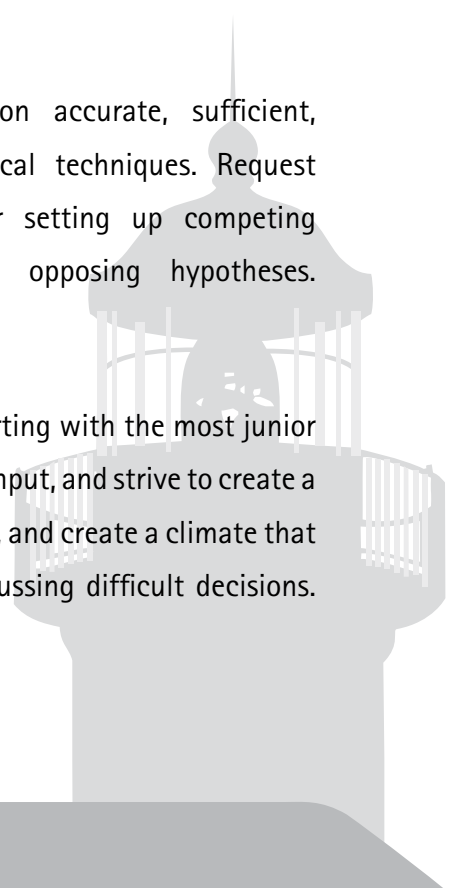 on accurate, sufficient,
cal techniques. Request
setting up competing
opposing hypotheses.
rting with the most junior
nput, and strive to create a
and create a climate that
ussing difficult decisions.